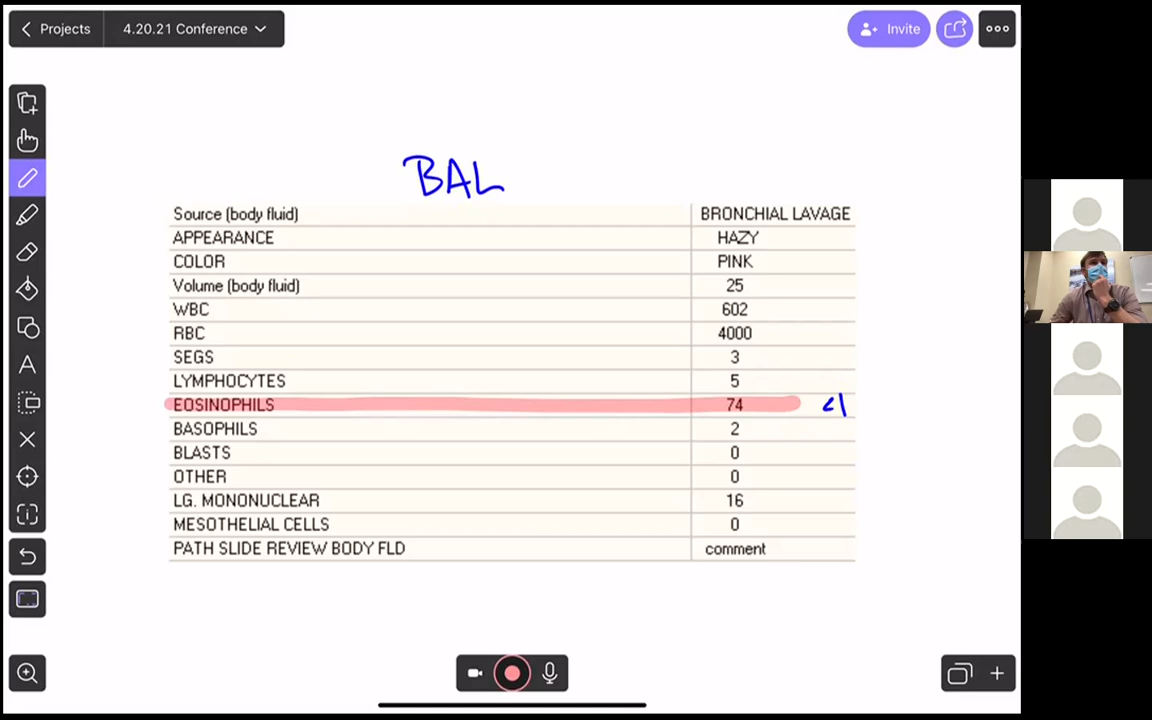 Projects 4.20.21 Conference Invite
BAL
Source (body fluid) BRONCHIAL LAVAGE
APPEARANCE HAZY
COLOR PINK
Volume (body fluid) 25
WBC 602
RBC 4000
SEGS 3
LYMPHOCYTES 5
EOSINOPHILS 74 <1
BASOPHILS 2
BLASTS 0
OTHER 0
LG. MONONUCLEAR 16
MESOTHELIAL CELLS 0
PATH SLIDE REVIEW BODY FLD comment